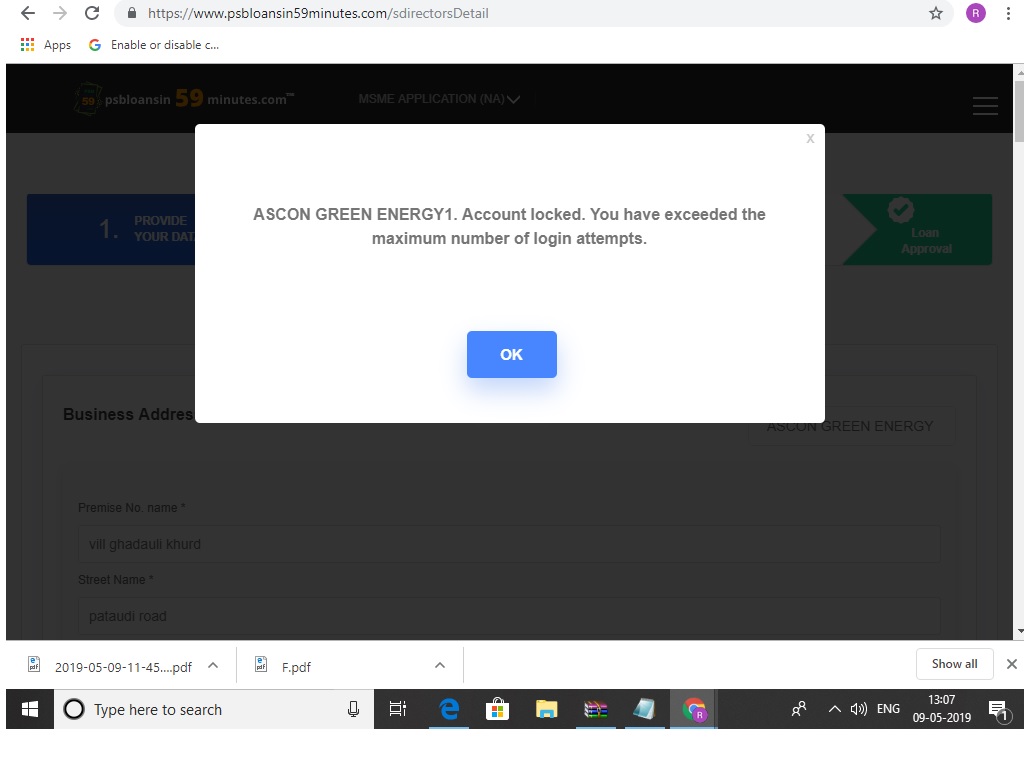 https://www.psbloansin59minutes.com/sdirectorsDetail
R
Apps
G Enable or disable c...
59 psbloansin 59 minutes.com™
MSME APPLICATION (NA)
x
1. PROVIDE
YOUR DAT
ASCON GREEN ENERGY1. Account locked. You have exceeded the
maximum number of login attempts.
Loan
Approval
OK
Business Addres
ASCON GREEN ENERGY
Premise No. name *
vill ghadauli khurd
Street Name *
pataudi road
2019-05-09-11-45....pdf
F.pdf
Show all
Type here to search
R
ENG
13:07
09-05-2019
1